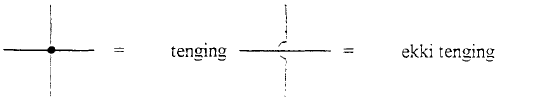 = tenging = ekki tenging